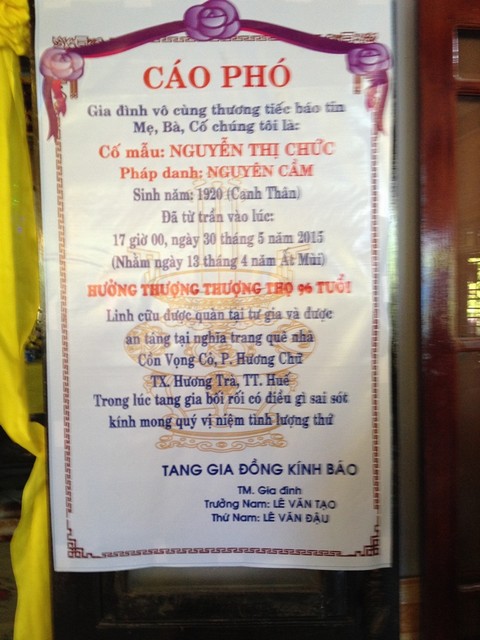 CÁO PHÓ
Gia đình vô cùng thương tiếc báo tin
Mẹ, Bà, Cố chúng tôi là:
Cố mẫu: NGUYỄN THỊ CHỨC
Pháp danh: NGUYÊN CẦM
Sinh năm: 1920 (Canh Thân)
Đã từ trần vào lúc:
17 giờ 00, ngày 30 tháng 5 năm 2015
(Nhằm ngày 13 tháng 4 năm Ất Mùi)
HƯỞNG THƯỢNG THƯỢNG THỌ 96 TUỔI
Linh cữu được quàn tại tư gia và được
an táng tại nghĩa trang quê nhà
Cồn Vọng Cổ, P. Hương Chữ
TX. Hương Trà, TT. Huế
Trong lúc tang gia bối rối có điều gì sai sót
kính mong quý vị niệm tình lượng thứ
TANG GIA ĐỒNG KÍNH BÁO
TM. Gia đình
Trưởng Nam: LÊ VĂN TẠO
Thứ Nam: LÊ VĂN ĐẬU